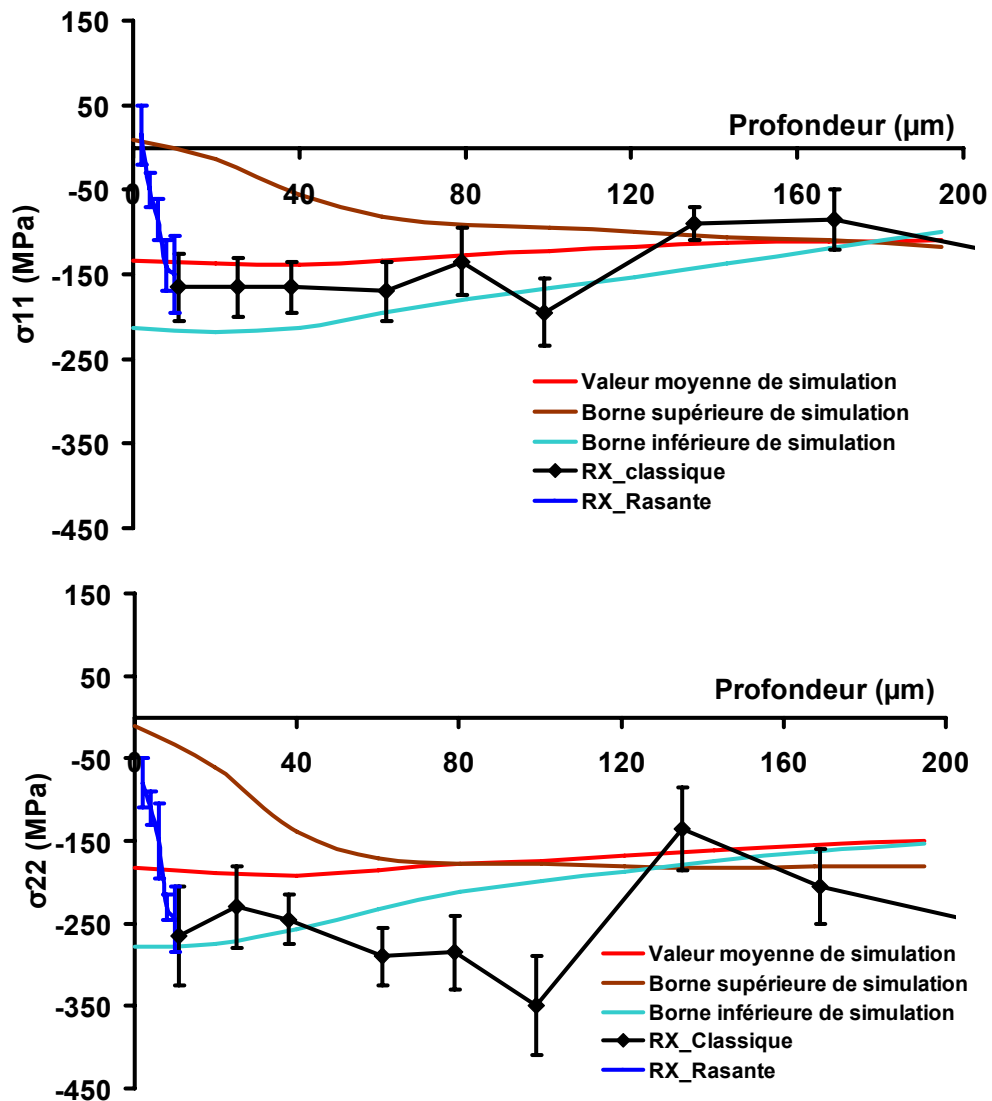 150
50
-50
-150
-250
-350
-450
σ11 (MPa)
Profondeur (µm)
0 40 80 120 160 200
Valeur moyenne de simulation
Borne supérieure de simulation
Borne inférieure de simulation
RX_classique
RX_Rasante
150
50
-50
-150
-250
-350
-450
σ22 (MPa)
Profondeur (µm)
0 40 80 120 160 200
Valeur moyenne de simulation
Borne supérieure de simulation
Borne inférieure de simulation
RX_Classique
RX_Rasante